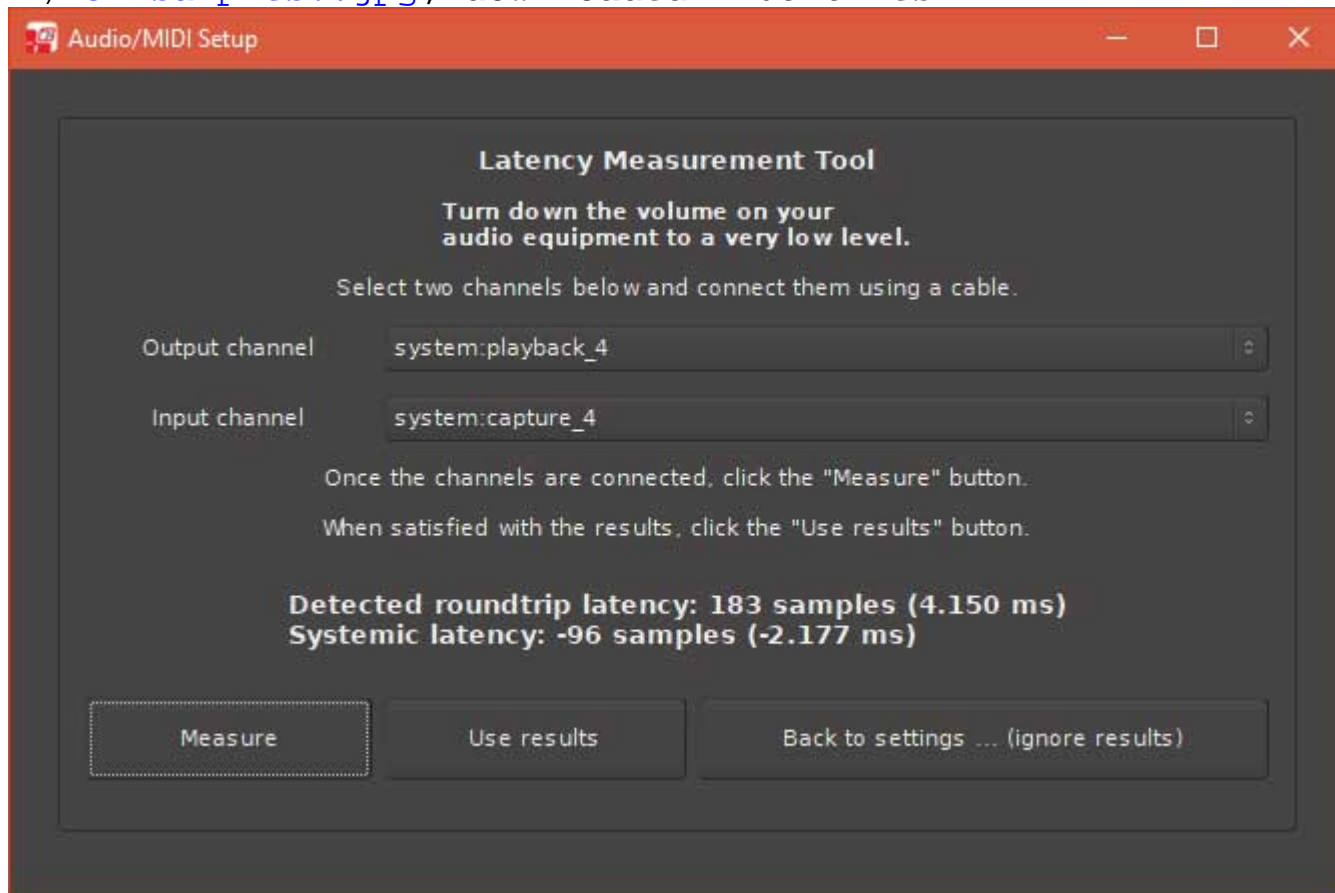 Audio/MIDI Setup
Latency Measurement Tool
Turn down the volume on your
audio equipment to a very low level.
Select two channels below and connect them using a cable.
Output channel system:playback_4
Input channel system:capture_4
Once the channels are connected, click the "Measure" button.
When satisfied with the results, click the "Use results" button.
Detected roundtrip latency: 183 samples (4.150 ms)
Systemic latency: -96 samples (-2.177 ms)
Measure Use results Back to settings ... (ignore results)